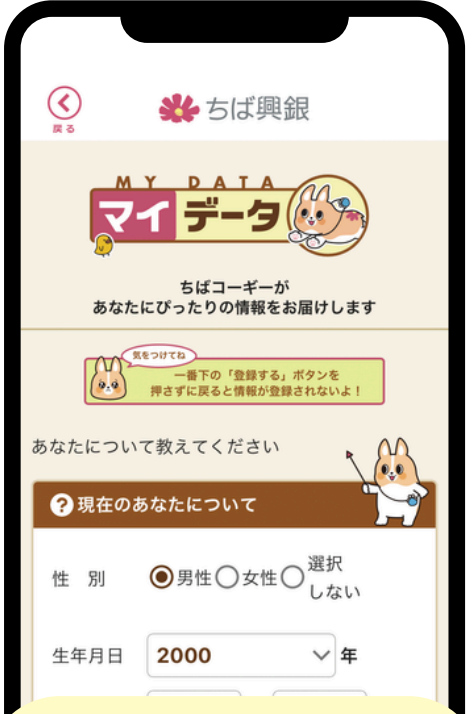 戻る
ちば興銀
MY DATA
マイデータ
ちばコーギーが
あなたにぴったりの情報をお届けします
気をつけてね
一番下の「登録する」ボタンを
押さずに戻ると情報が登録されないよ！
あなたについて教えてください
?現在のあなたについて
性 別 男性 女性 選択
しない
生年月日 2000 年